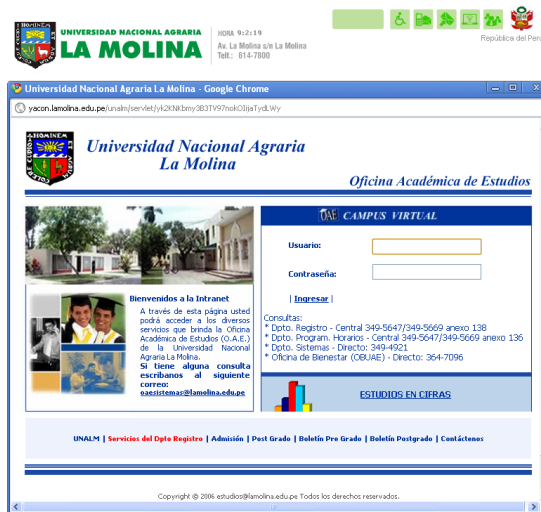 UNIVERSIDAD NACIONAL AGRARIA
LA MOLINA
HORA 9:2:19
Av. La Molina s/n La Molina
Telf.: 614-7800
República del Peru
Universidad Nacional Agraria La Molina - Google Chrome
yacon.lamolina.edu.pe/unalm/servlet/yk2KNKbmy3B3TV97nokOIijaTydLWy
Universidad Nacional Agraria
La Molina
Oficina Académica de Estudios
OAE CAMPUS VIRTUAL
Usuario:
Contraseña:
| Ingresar |
Bienvenidos a la Intranet
A través de esta página usted
podrá acceder a los diversos
servicios que brinda la Oficina
Académica de Estudios (O.A.E.)
de la Universidad Nacional
Agraria La Molina.
Si tiene alguna consulta
escribanos al siguiente
correo:
oaesistemas@lamolina.edu.pe
Consultas:
* Dpto. Registro - Central 349-5647/349-5669 anexo 138
* Dpto. Program. Horarios - Central 349-5647/349-5669 anexo 136
* Dpto. Sistemas - Directo: 349-4921
* Oficina de Bienestar (OBUAE) - Directo: 364-7096
ESTUDIOS EN CIFRAS
UNALM | Servicios del Dpto Registro | Admisión | Post Grado | Boletín Pre Grado | Boletín Postgrado | Contáctenos
Copyright @ 2006 estudios@lamolina.edu.pe Todos los derechos reservados.